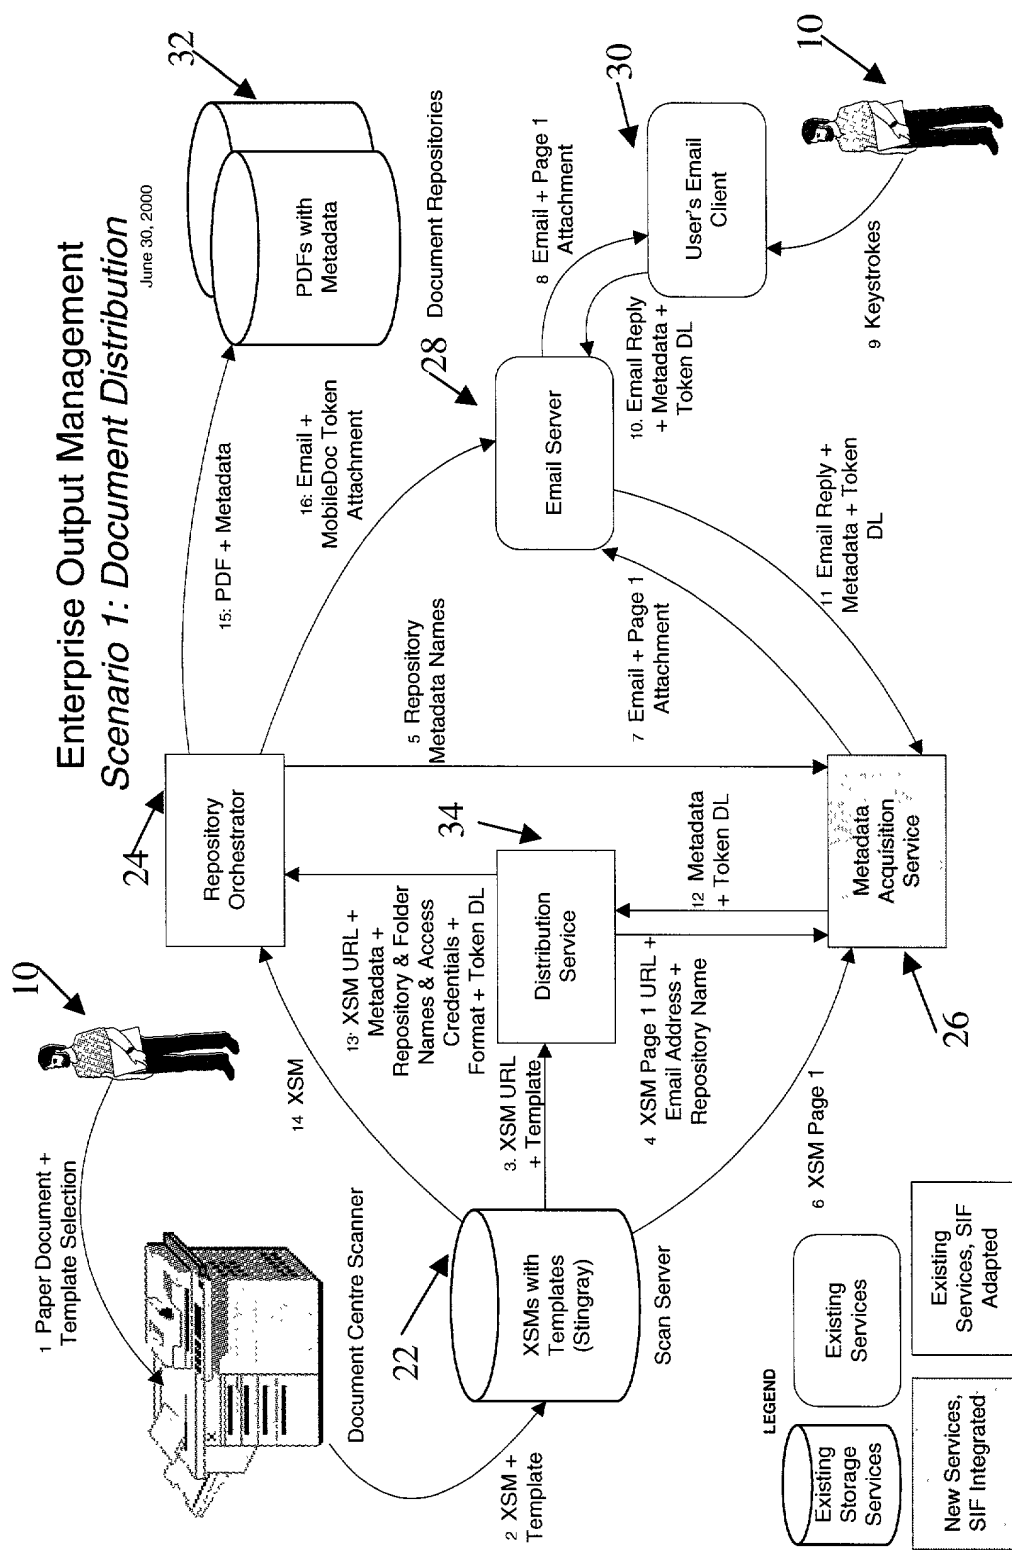 Enterprise Output Management
Scenario 1: Document Distribution
June 30, 2000
10
1 Paper Document +
Template Selection
Document Centre Scanner
2 XSM +
Template
22
XSMs with
Templates
(Stingray)
Scan Server
14 XSM
3. XSM URL
+ Template
6 XSM Page 1
24
Repository
Orchestrator
13: XSM URL +
Metadata +
Repository & Folder
Names & Access
Credentials +
Format + Token DL
34
Distribution
Service
4 XSM Page 1 URL +
Email Address +
Repository Name
12 Metadata
+ Token DL
26
Metadata
Acquisition
Service
5 Repository
Metadata Names
7 Email + Page 1
Attachment
15: PDF + Metadata
16: Email +
MobileDoc Token
Attachment
28
Email Server
11 Email Reply +
Metadata + Token
DL
32
PDFs with
Metadata
Document Repositories
8 Email + Page 1
Attachment
10. Email Reply
+ Metadata +
Token DL
30
User's Email
Client
9 Keystrokes
10
LEGEND
Existing
Storage
Services
Existing
Services
New Services,
SIF Integrated
Existing
Services, SIF
Adapted